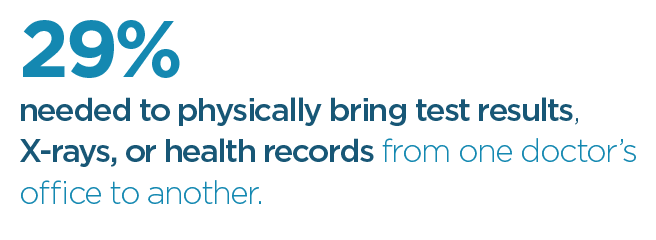 29%
needed to physically bring test results,
X-rays, or health records from one doctor’s
office to another.